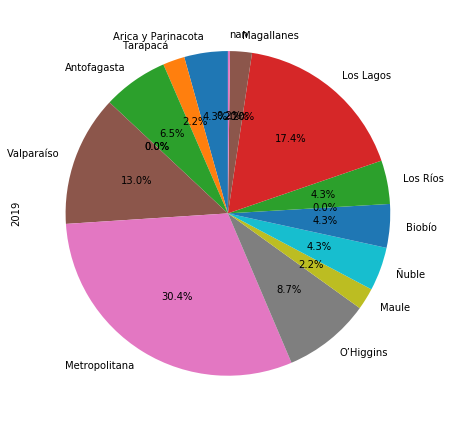 nan
Magallanes
Arica y Parinacota
Tarapacá
Antofagasta
Los Lagos
Valparaíso
Los Ríos
Biobío
Ñuble
Maule
O'Higgins
Metropolitana
2019
4.3%
2.2%
6.5%
0.0%
13.0%
30.4%
8.7%
2.2%
4.3%
4.3%
0.0%
4.3%
17.4%